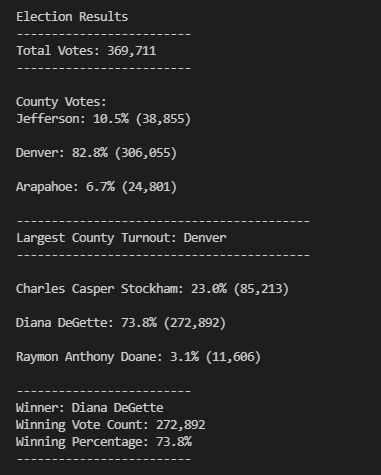 Election Results
-------------------------
Total Votes: 369,711
-------------------------
County Votes:
Jefferson: 10.5% (38,855)
Denver: 82.8% (306,055)
Arapahoe: 6.7% (24,801)
------------------------------------------
Largest County Turnout: Denver
------------------------------------------
Charles Casper Stockham: 23.0% (85,213)
Diana DeGette: 73.8% (272,892)
Raymon Anthony Doane: 3.1% (11,606)
-------------------------
Winner: Diana DeGette
Winning Vote Count: 272,892
Winning Percentage: 73.8%
-------------------------